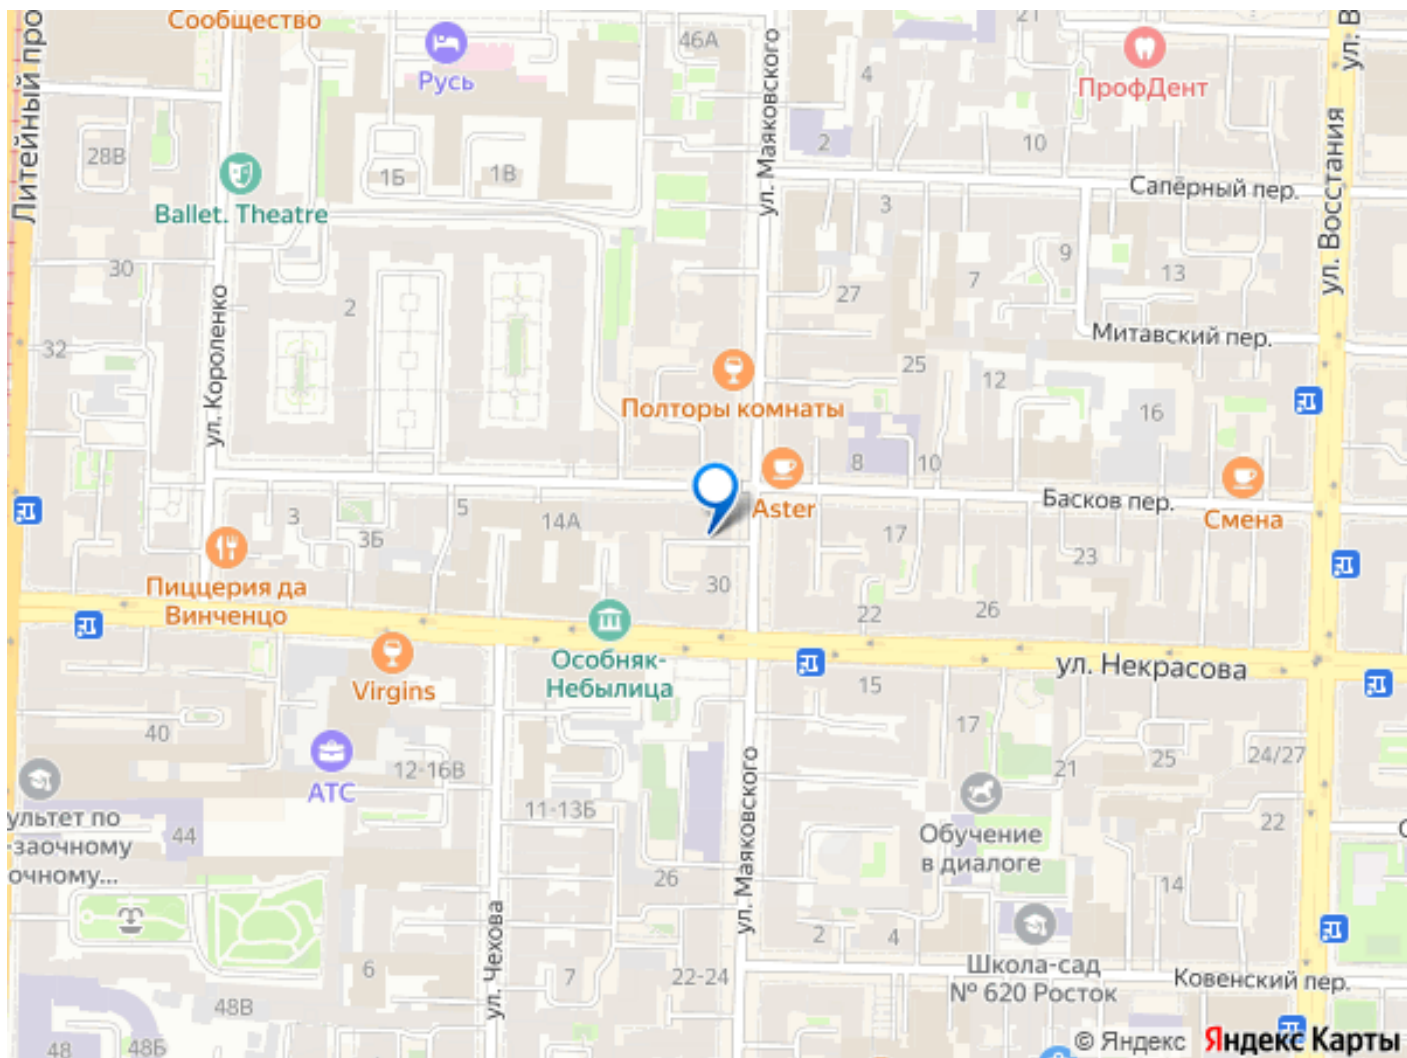 Сообщество
Русь
46А
21
ул. В
ПрофДент
Литейный про
ул. Маяковского
4
2
10
28В
1Б
1В
Ballet. Theatre
Сапёрный пер.
ул. Восстания
3
9
30
7
13
2
27
ул. Короленко
Митавский пер.
32
25
12
Полторы комнаты
16
8
10
Басков пер.
Aster
Смена
3
5
14А
3Б
17
23
Пиццерия да
Винченцо
30
22
26
Особняк-
Небылица
ул. Некрасова
Virgins
15
17
40
АТС
12-16В
25
24/27
21
11-13Б
ул. Маяковского
22
ультет по
-заочному
очному...
44
Обучение
в диалоге
26
14
ул. Чехова
2
4
6
7
22-24
Школа-сад
№ 620 Росток
Ковенский пер.
48В
48
48Б
© Яндекс Яндекс Карты